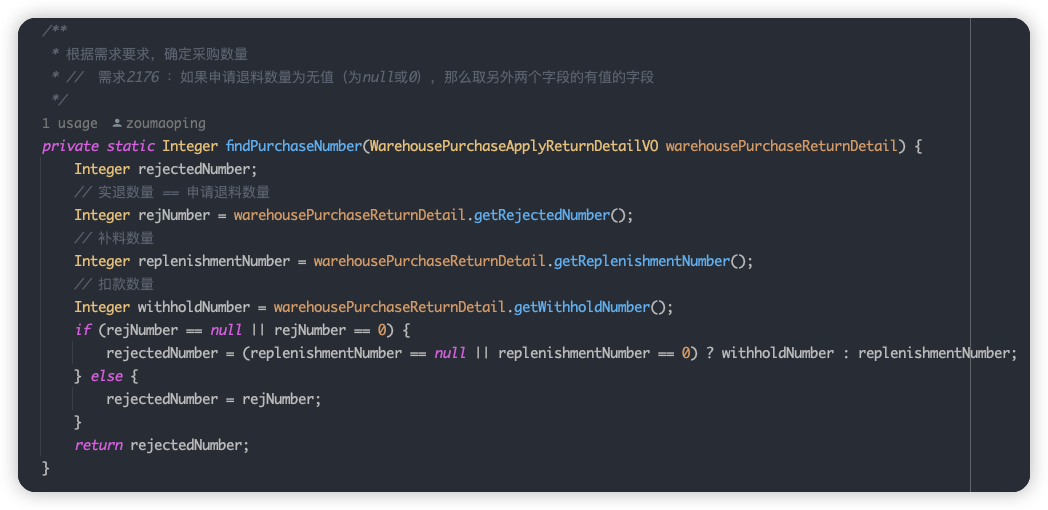 /**
 * 根据需求要求，确定采购数量
 * //  需求2176 ：如果申请退料数量为无值（为null或0），那么取另外两个字段的有值的字段
 */
1 usage  zoumaoping
private static Integer findPurchaseNumber(WarehousePurchaseApplyReturnDetailVO warehousePurchaseReturnDetail) {
    Integer rejectedNumber;
    // 实退数量 == 申请退料数量
    Integer rejNumber = warehousePurchaseReturnDetail.getRejectedNumber();
    // 补料数量
    Integer replenishmentNumber = warehousePurchaseReturnDetail.getReplenishmentNumber();
    // 扣款数量
    Integer withholdNumber = warehousePurchaseReturnDetail.getWithholdNumber();
    if (rejNumber == null || rejNumber == 0) {
        rejectedNumber = (replenishmentNumber == null || replenishmentNumber == 0) ? withholdNumber : replenishmentNumber;
    } else {
        rejectedNumber = rejNumber;
    }
    return rejectedNumber;
}